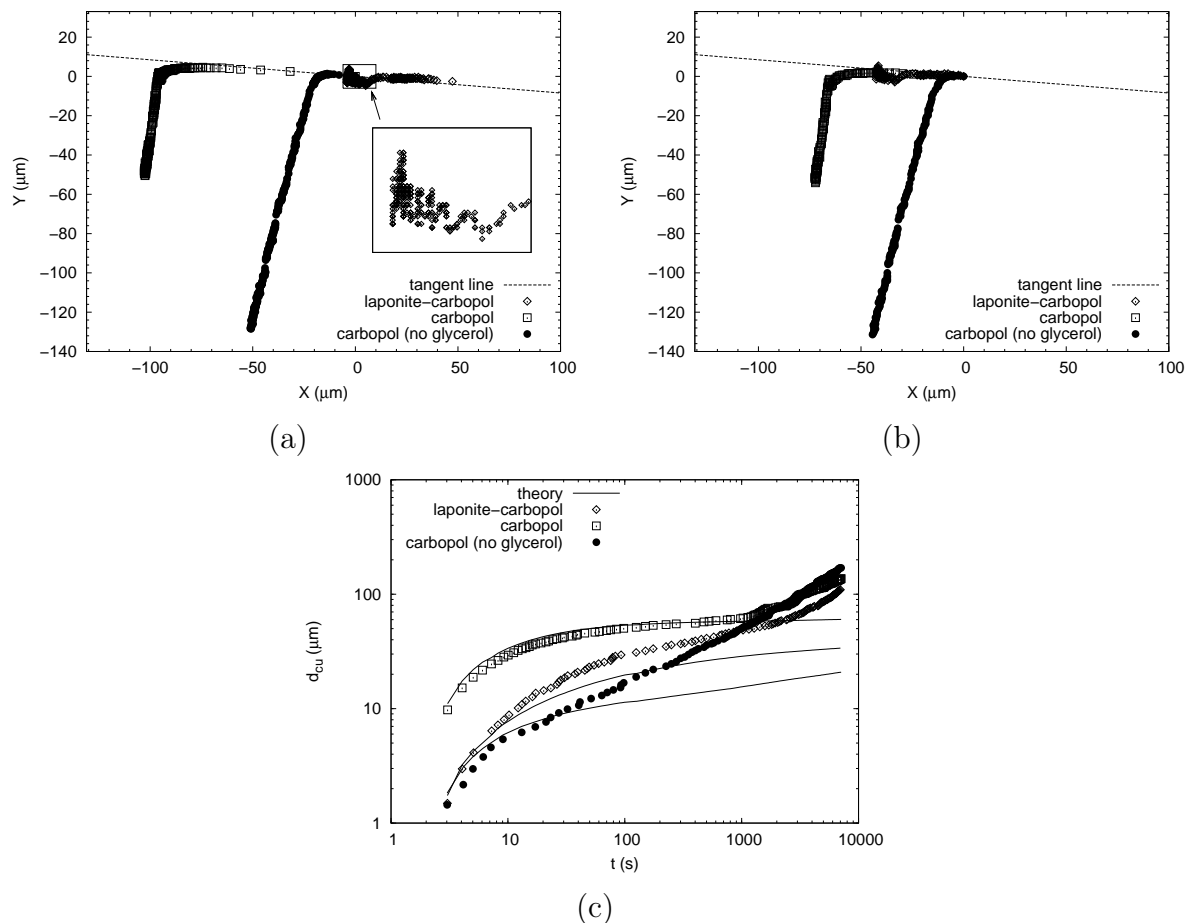 20
0
−20
−40
−60
−80
−100
−120
−140
Y (μm)
−100 −50 0 50 100
X (μm)
tangent line
laponite−carbopol
carbopol
carbopol (no glycerol)
(a)
20
0
−20
−40
−60
−80
−100
−120
−140
Y (μm)
−100 −50 0 50 100
X (μm)
tangent line
laponite−carbopol
carbopol
carbopol (no glycerol)
(b)
1000
100
10
1
d_cu (μm)
1 10 100 1000 10000
t (s)
theory
laponite−carbopol
carbopol
carbopol (no glycerol)
(c)